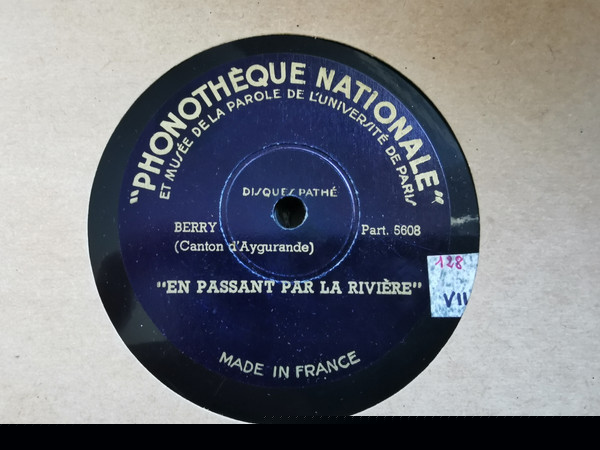 "PHONOTHÈQUE NATIONALE"
ET MUSÉE DE LA PAROLE DE L'UNIVERSITÉ DE PARIS
DISQUES PATHÉ
BERRY Part. 5608
(Canton d'Aygurande)
"EN PASSANT PAR LA RIVIÈRE"
128
VII
MADE IN FRANCE